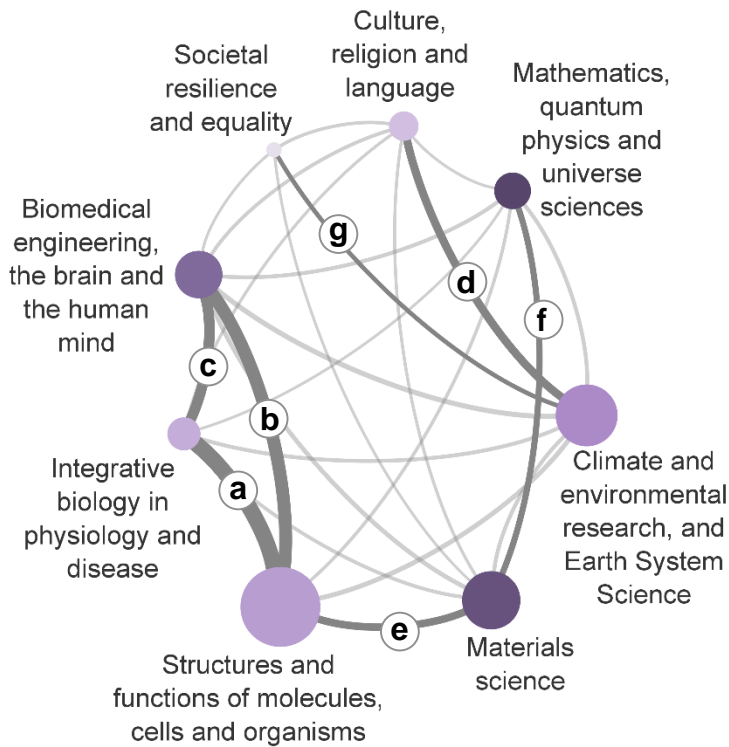 Culture,
religion and
language
Societal
resilience
and equality
Mathematics,
quantum
physics and
universe
sciences
Biomedical
engineering,
the brain and
the human
mind
g
d
f
c
b
a
Integrative
biology in
physiology and
disease
Climate and
environmental
research, and
Earth System
Science
e
Materials
science
Structures and
functions of molecules,
cells and organisms